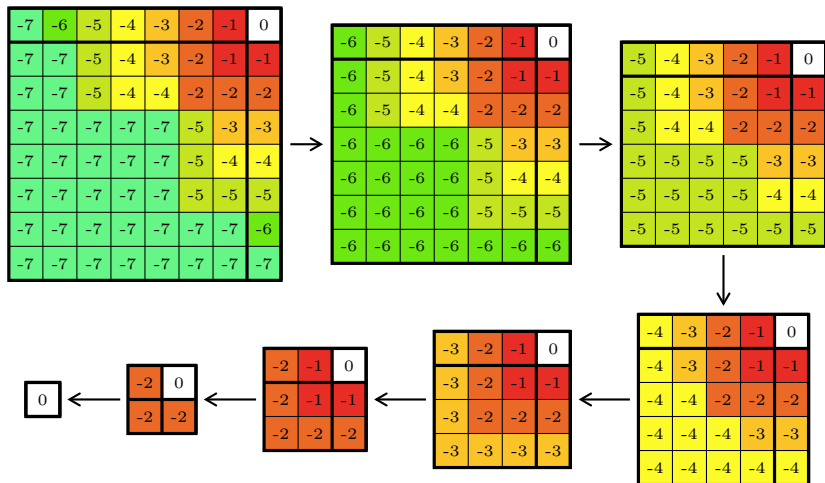 -7 -6 -5 -4 -3 -2 -1 0
-7 -7 -5 -4 -3 -2 -1 -1
-7 -7 -5 -4 -4 -2 -2 -2
-7 -7 -7 -7 -7 -5 -3 -3
-7 -7 -7 -7 -7 -5 -4 -4
-7 -7 -7 -7 -7 -5 -5 -5
-7 -7 -7 -7 -7 -7 -7 -6
-7 -7 -7 -7 -7 -7 -7 -7
-6 -5 -4 -3 -2 -1 0
-6 -5 -4 -3 -2 -1 -1
-6 -5 -4 -4 -2 -2 -2
-6 -6 -6 -6 -5 -3 -3
-6 -6 -6 -6 -5 -4 -4
-6 -6 -6 -6 -5 -5 -5
-6 -6 -6 -6 -6 -6 -6
-5 -4 -3 -2 -1 0
-5 -4 -3 -2 -1 -1
-5 -4 -4 -2 -2 -2
-5 -5 -5 -5 -3 -3
-5 -5 -5 -5 -4 -4
-5 -5 -5 -5 -5 -5
-4 -3 -2 -1 0
-4 -3 -2 -1 -1
-4 -4 -2 -2 -2
-4 -4 -4 -3 -3
-4 -4 -4 -4 -4
-3 -2 -1 0
-3 -2 -1 -1
-3 -2 -2 -2
-3 -3 -3 -3
-2 -1 0
-2 -1 -1
-2 -2 -2
-2 0
-2 -2
0